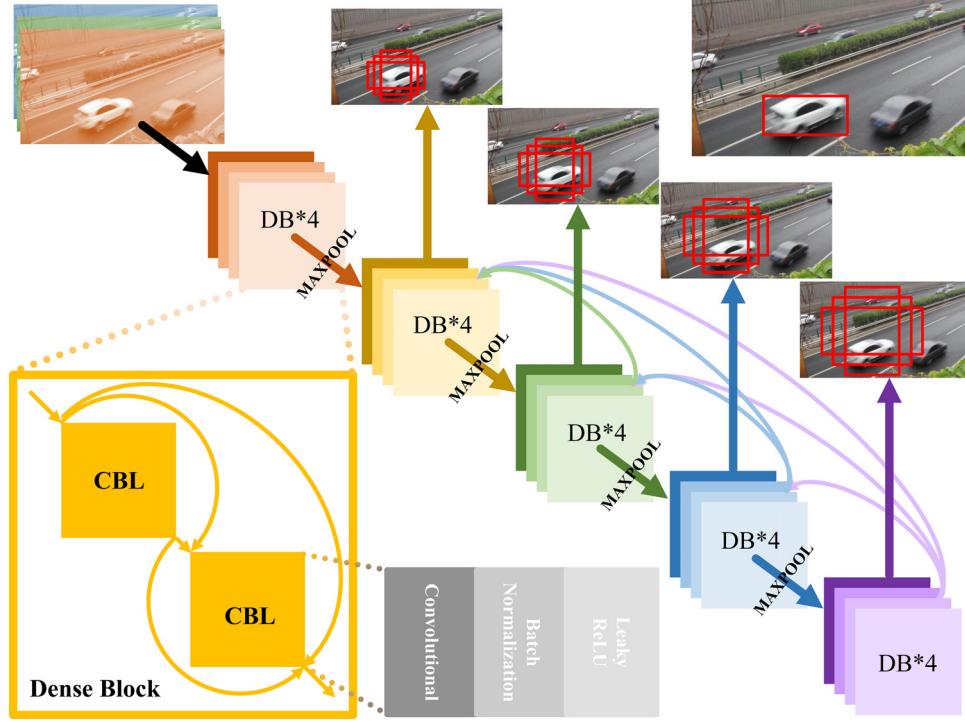 DB*4
MAXPOOL
DB*4
MAXPOOL
DB*4
MAXPOOL
DB*4
MAXPOOL
DB*4
CBL
CBL
Dense Block
Convolutional
Batch
Normalization
Leaky
ReLU